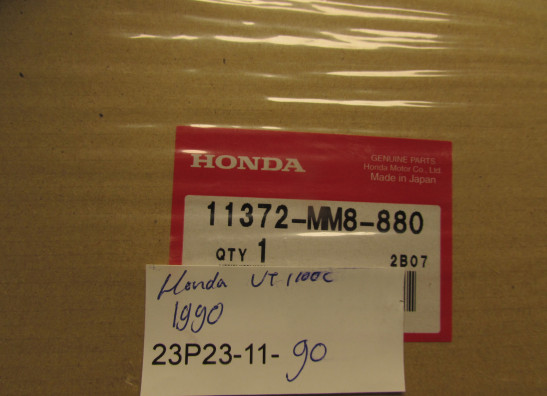 HONDA
GENUINE PARTS
Honda Motor Co., Ltd.
Made in Japan
11372-MM8-880
QTY 1
2B07
Honda VT1100C
1990
23P23-11-90